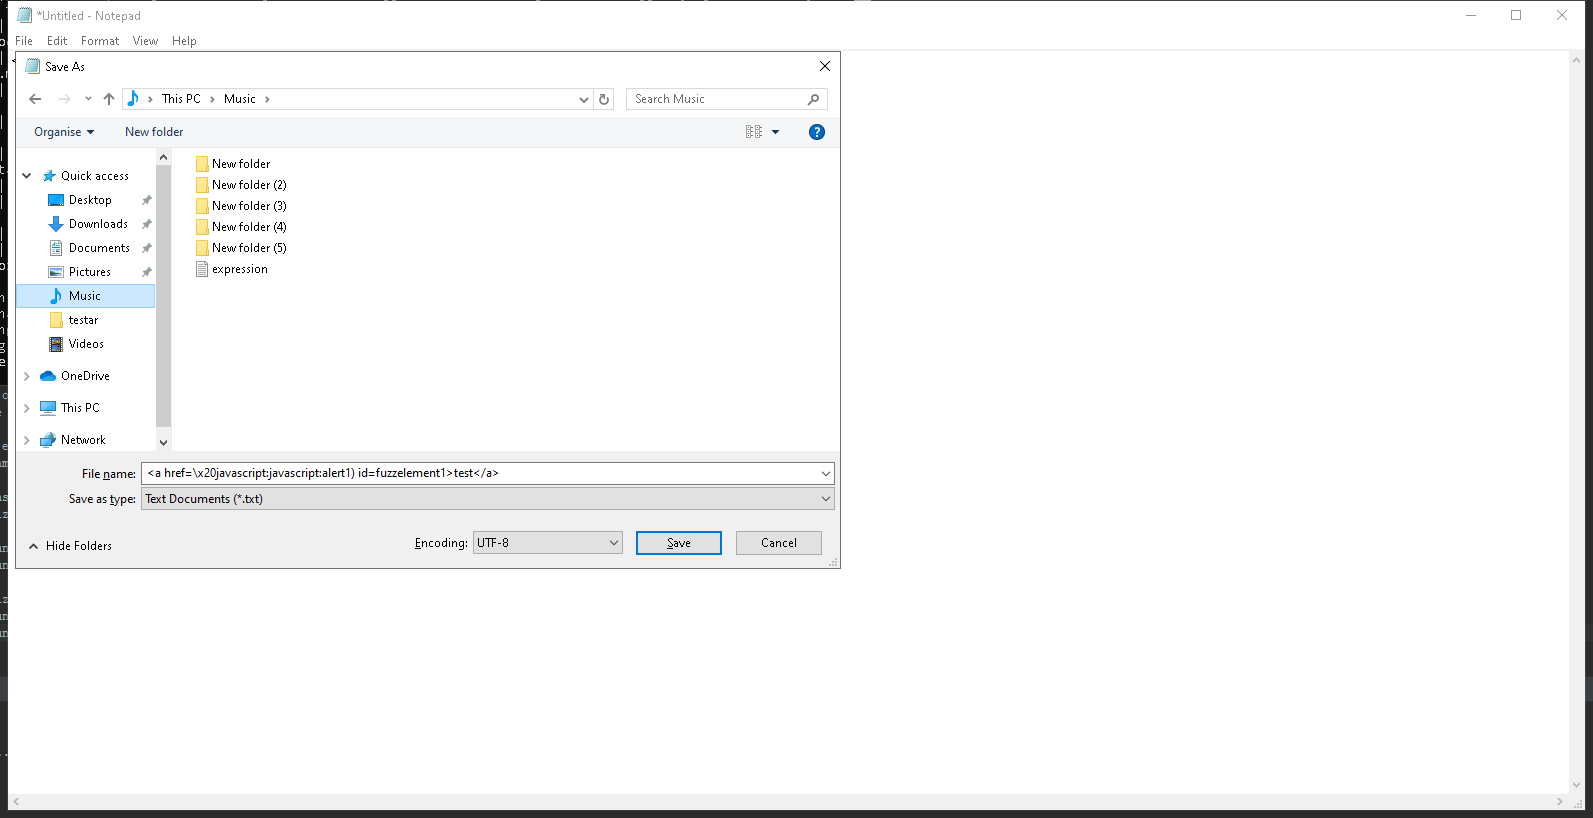 *Untitled - Notepad
File Edit Format View Help
Save As
This PC Music
Search Music
Organise New folder
Quick access
Desktop
Downloads
Documents
Pictures
Music
testar
Videos
OneDrive
This PC
Network
New folder
New folder (2)
New folder (3)
New folder (4)
New folder (5)
expression
File name: <a href=\x20javascript:javascript:alert1) id=fuzzelement1>test</a>
Save as type: Text Documents (*.txt)
Hide Folders
Encoding: UTF-8
Save
Cancel